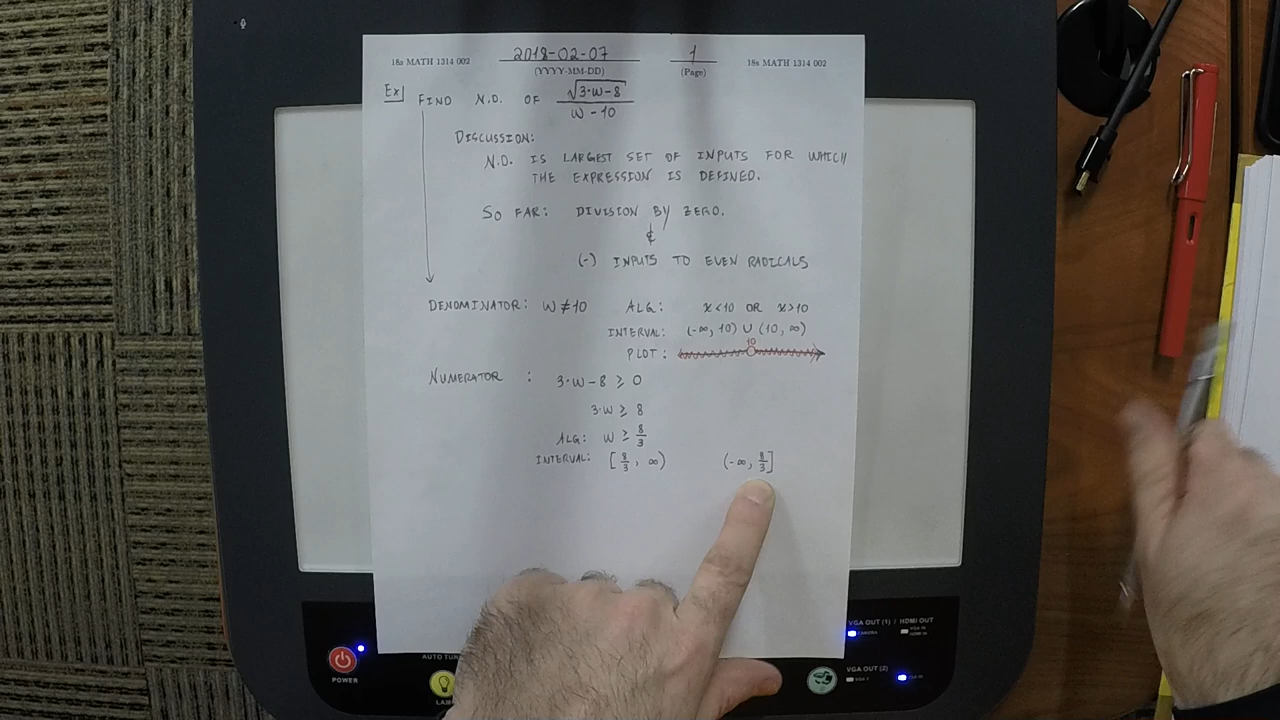 18s MATH 1314 002 2018-02-07 1 18s MATH 1314 002
(YYYY-MM-DD) (Page)
Ex FIND N.D. OF √3·W-8 / W-10
DISCUSSION:
N.D. IS LARGEST SET OF INPUTS FOR WHICH
THE EXPRESSION IS DEFINED.
SO FAR: DIVISION BY ZERO.
&
(-) INPUTS TO EVEN RADICALS
DENOMINATOR: W≠10 ALG: x<10 OR x>10
INTERVAL: (-∞, 10) ∪ (10, ∞)
PLOT: 10
NUMERATOR : 3·W-8 ≥ 0
3·W ≥ 8
ALG: W ≥ 8/3
INTERVAL: [8/3, ∞) (-∞, 8/3]
VGA OUT (1) / HDMI OUT
AUTO TUN
POWER
LAM
VGA OUT (2)